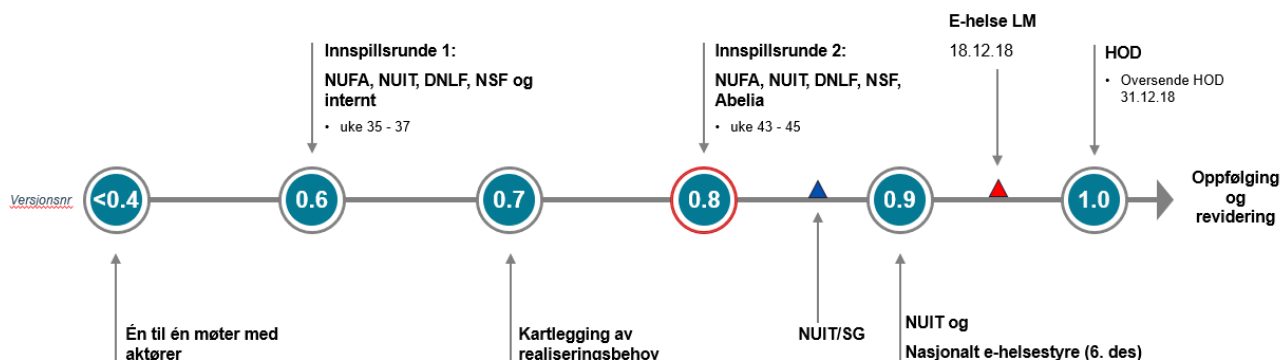 E-helse LM
18.12.18
Innspillsrunde 1:
NUFA, NUIT, DNLF, NSF og
internt
• uke 35 - 37
Innspillsrunde 2:
NUFA, NUIT, DNLF, NSF,
Abelia
• uke 43 - 45
HOD
• Oversende HOD
31.12.18
Versjonsnr
<0.4
0.6
0.7
0.8
0.9
1.0
Oppfølging
og
revidering
Én til én møter med
aktører
Kartlegging av
realiseringsbehov
NUIT/SG
NUIT og
Nasjonalt e-helsestyre (6. des)